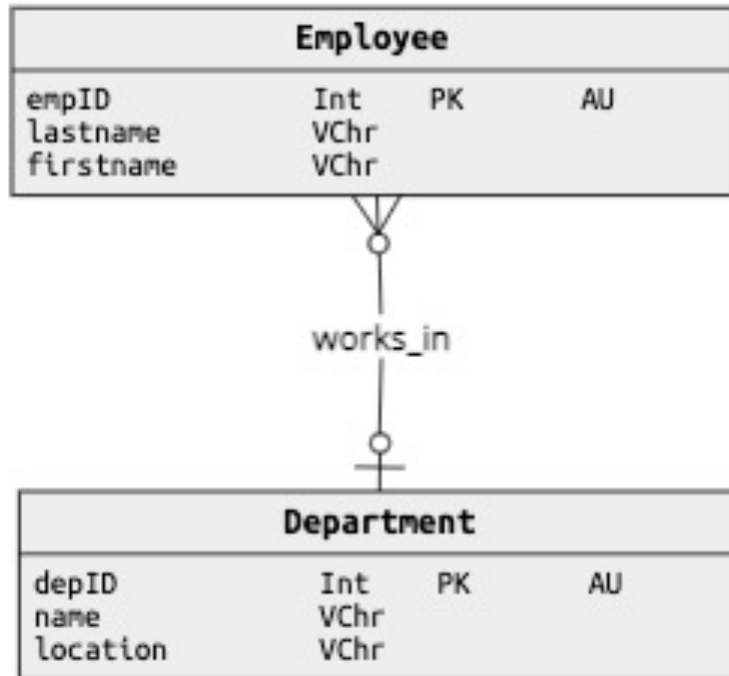 Employee
empID Int PK AU
lastname VChr
firstname VChr
works_in
Department
depID Int PK AU
name VChr
location VChr